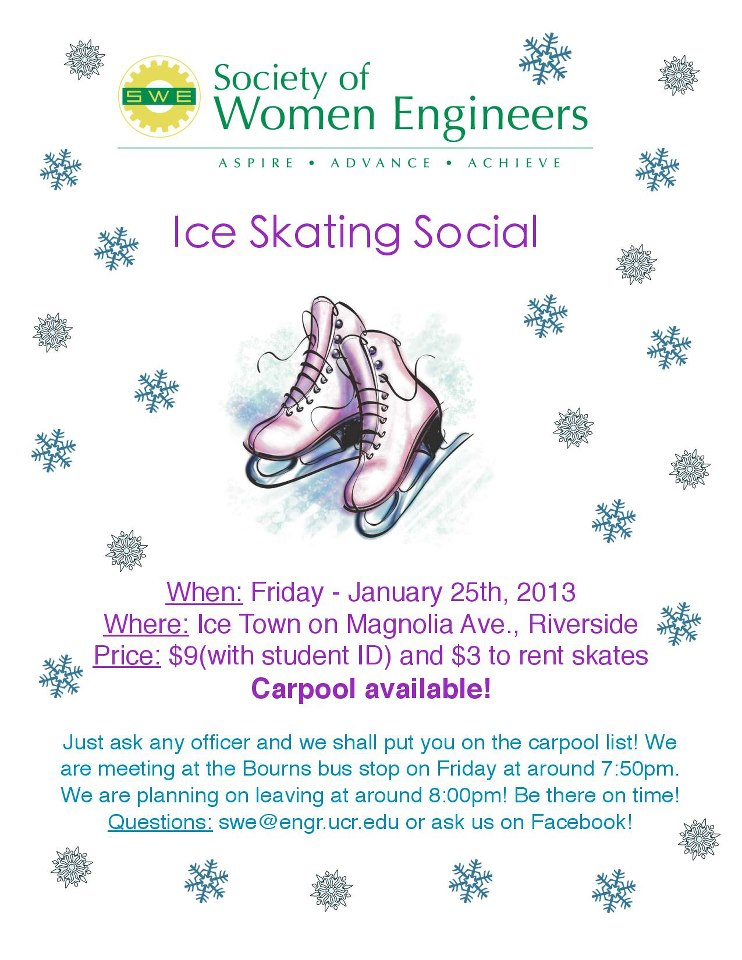 SWE
Society of
Women Engineers
ASPIRE • ADVANCE • ACHIEVE
Ice Skating Social
When: Friday - January 25th, 2013
Where: Ice Town on Magnolia Ave., Riverside
Price: $9(with student ID) and $3 to rent skates
Carpool available!
Just ask any officer and we shall put you on the carpool list! We
are meeting at the Bourns bus stop on Friday at around 7:50pm.
We are planning on leaving at around 8:00pm! Be there on time!
Questions: swe@engr.ucr.edu or ask us on Facebook!